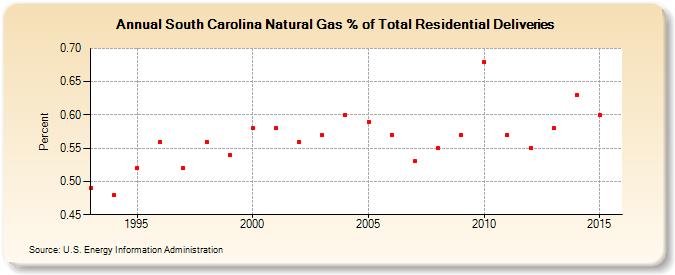 Annual South Carolina Natural Gas % of Total Residential Deliveries
Percent
0.70
0.65
0.60
0.55
0.50
0.45
1995 2000 2005 2010 2015
Source: U.S. Energy Information Administration